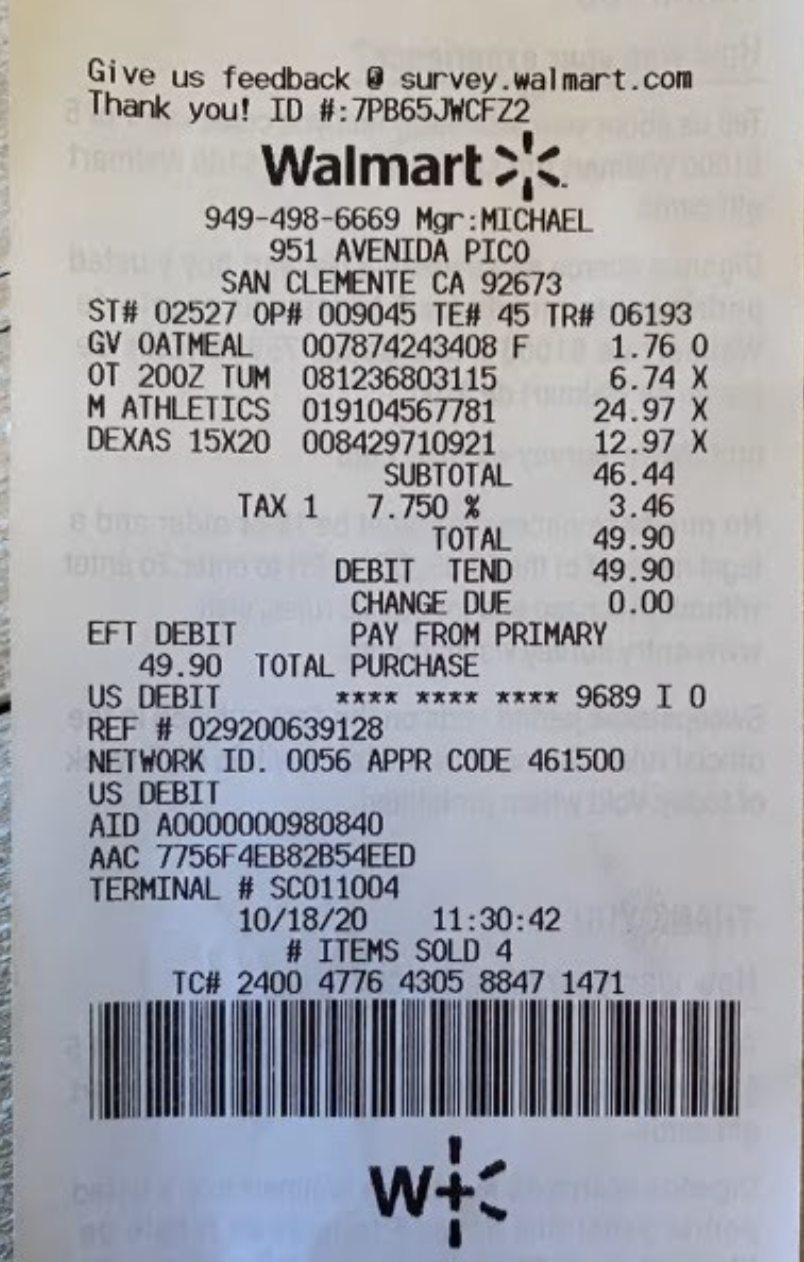 Give us feedback @ survey.walmart.com
Thank you! ID #:7PB65JWCFZ2
Walmart
949-498-6669 Mgr:MICHAEL
951 AVENIDA PICO
SAN CLEMENTE CA 92673
ST# 02527 OP# 009045 TE# 45 TR# 06193
GV OATMEAL 007874243408 F 1.76 O
OT 20OZ TUM 081236803115 6.74 X
M ATHLETICS 019104567781 24.97 X
DEXAS 15X20 008429710921 12.97 X
SUBTOTAL 46.44
TAX 1 7.750 % 3.46
TOTAL 49.90
DEBIT TEND 49.90
CHANGE DUE 0.00
EFT DEBIT PAY FROM PRIMARY
49.90 TOTAL PURCHASE
US DEBIT **** **** **** 9689 I 0
REF # 029200639128
NETWORK ID. 0056 APPR CODE 461500
US DEBIT
AID A0000000980840
AAC 7756F4EB82B54EED
TERMINAL # SC011004
10/18/20 11:30:42
# ITEMS SOLD 4
TC# 2400 4776 4305 8847 1471
W+